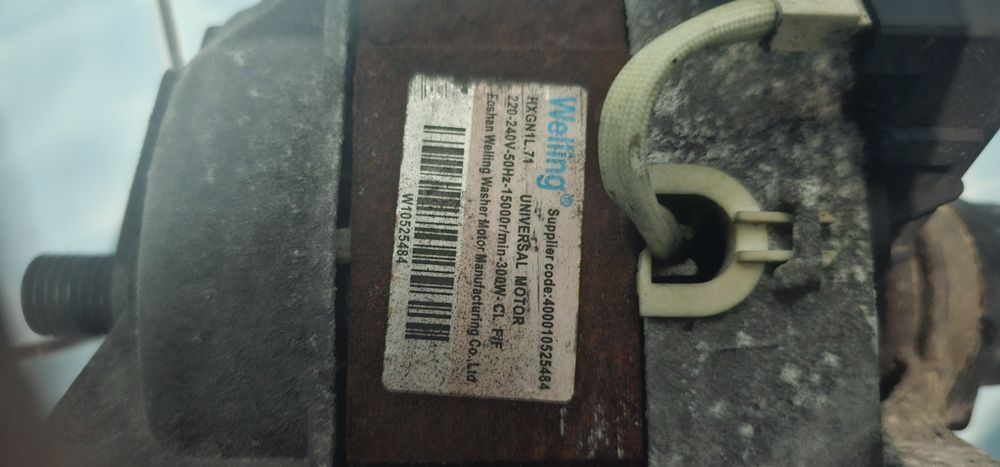 Welling®
Supplier code:400010525484
HXGN1L.71 UNIVERSAL MOTOR
220-240V-50Hz-15000r/min-300W- CL. F/F
Foshan Welling Washer Motor Manufacturing Co.,Ltd
W10525484